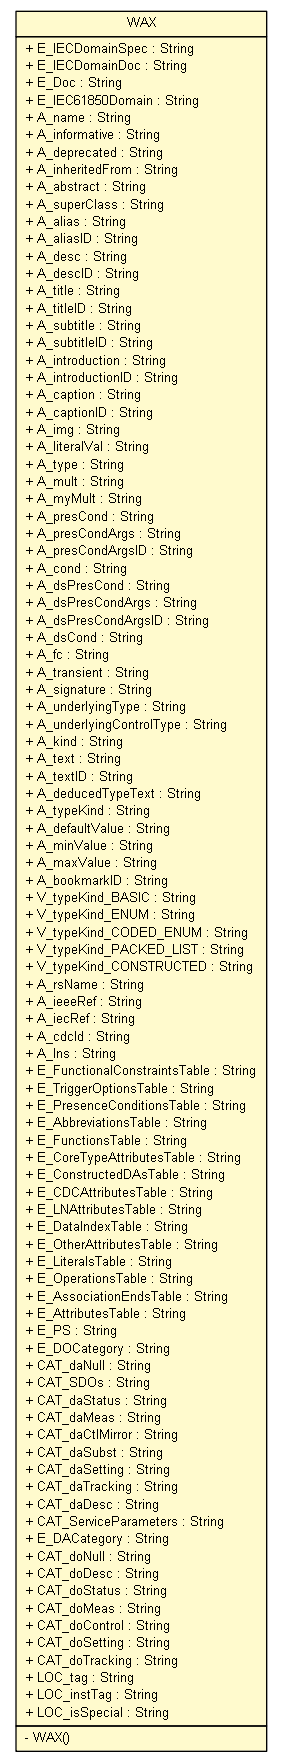 WAX
+ E_IECDomainSpec : String
+ E_IECDomainDoc : String
+ E_Doc : String
+ E_IEC61850Domain : String
+ A_name : String
+ A_informative : String
+ A_deprecated : String
+ A_inheritedFrom : String
+ A_abstract : String
+ A_superClass : String
+ A_alias : String
+ A_aliasID : String
+ A_desc : String
+ A_descID : String
+ A_title : String
+ A_titleID : String
+ A_subtitle : String
+ A_subtitleID : String
+ A_introduction : String
+ A_introductionID : String
+ A_caption : String
+ A_captionID : String
+ A_img : String
+ A_literalVal : String
+ A_type : String
+ A_mult : String
+ A_myMult : String
+ A_presCond : String
+ A_presCondArgs : String
+ A_presCondArgsID : String
+ A_cond : String
+ A_dsPresCond : String
+ A_dsPresCondArgs : String
+ A_dsPresCondArgsID : String
+ A_dsCond : String
+ A_fc : String
+ A_transient : String
+ A_signature : String
+ A_underlyingType : String
+ A_underlyingControlType : String
+ A_kind : String
+ A_text : String
+ A_textID : String
+ A_deducedTypeText : String
+ A_typeKind : String
+ A_defaultValue : String
+ A_minValue : String
+ A_maxValue : String
+ A_bookmarkID : String
+ V_typeKind_BASIC : String
+ V_typeKind_ENUM : String
+ V_typeKind_CODED_ENUM : String
+ V_typeKind_PACKED_LIST : String
+ V_typeKind_CONSTRUCTED : String
+ A_rsName : String
+ A_ieeeRef : String
+ A_iecRef : String
+ A_cdcId : String
+ A_lns : String
+ E_FunctionalConstraintsTable : String
+ E_TriggerOptionsTable : String
+ E_PresenceConditionsTable : String
+ E_AbbreviationsTable : String
+ E_FunctionsTable : String
+ E_CoreTypeAttributesTable : String
+ E_ConstructedDAsTable : String
+ E_CDCAttributesTable : String
+ E_LNAttributesTable : String
+ E_DataIndexTable : String
+ E_OtherAttributesTable : String
+ E_LiteralsTable : String
+ E_OperationsTable : String
+ E_AssociationEndsTable : String
+ E_AttributesTable : String
+ E_PS : String
+ E_DOCategory : String
+ CAT_daNull : String
+ CAT_SDOs : String
+ CAT_daStatus : String
+ CAT_daMeas : String
+ CAT_daCtlMirror : String
+ CAT_daSubst : String
+ CAT_daSetting : String
+ CAT_daTracking : String
+ CAT_daDesc : String
+ CAT_ServiceParameters : String
+ E_DACategory : String
+ CAT_doNull : String
+ CAT_doDesc : String
+ CAT_doStatus : String
+ CAT_doMeas : String
+ CAT_doControl : String
+ CAT_doSetting : String
+ CAT_doTracking : String
+ LOC_tag : String
+ LOC_instTag : String
+ LOC_isSpecial : String
- WAX()